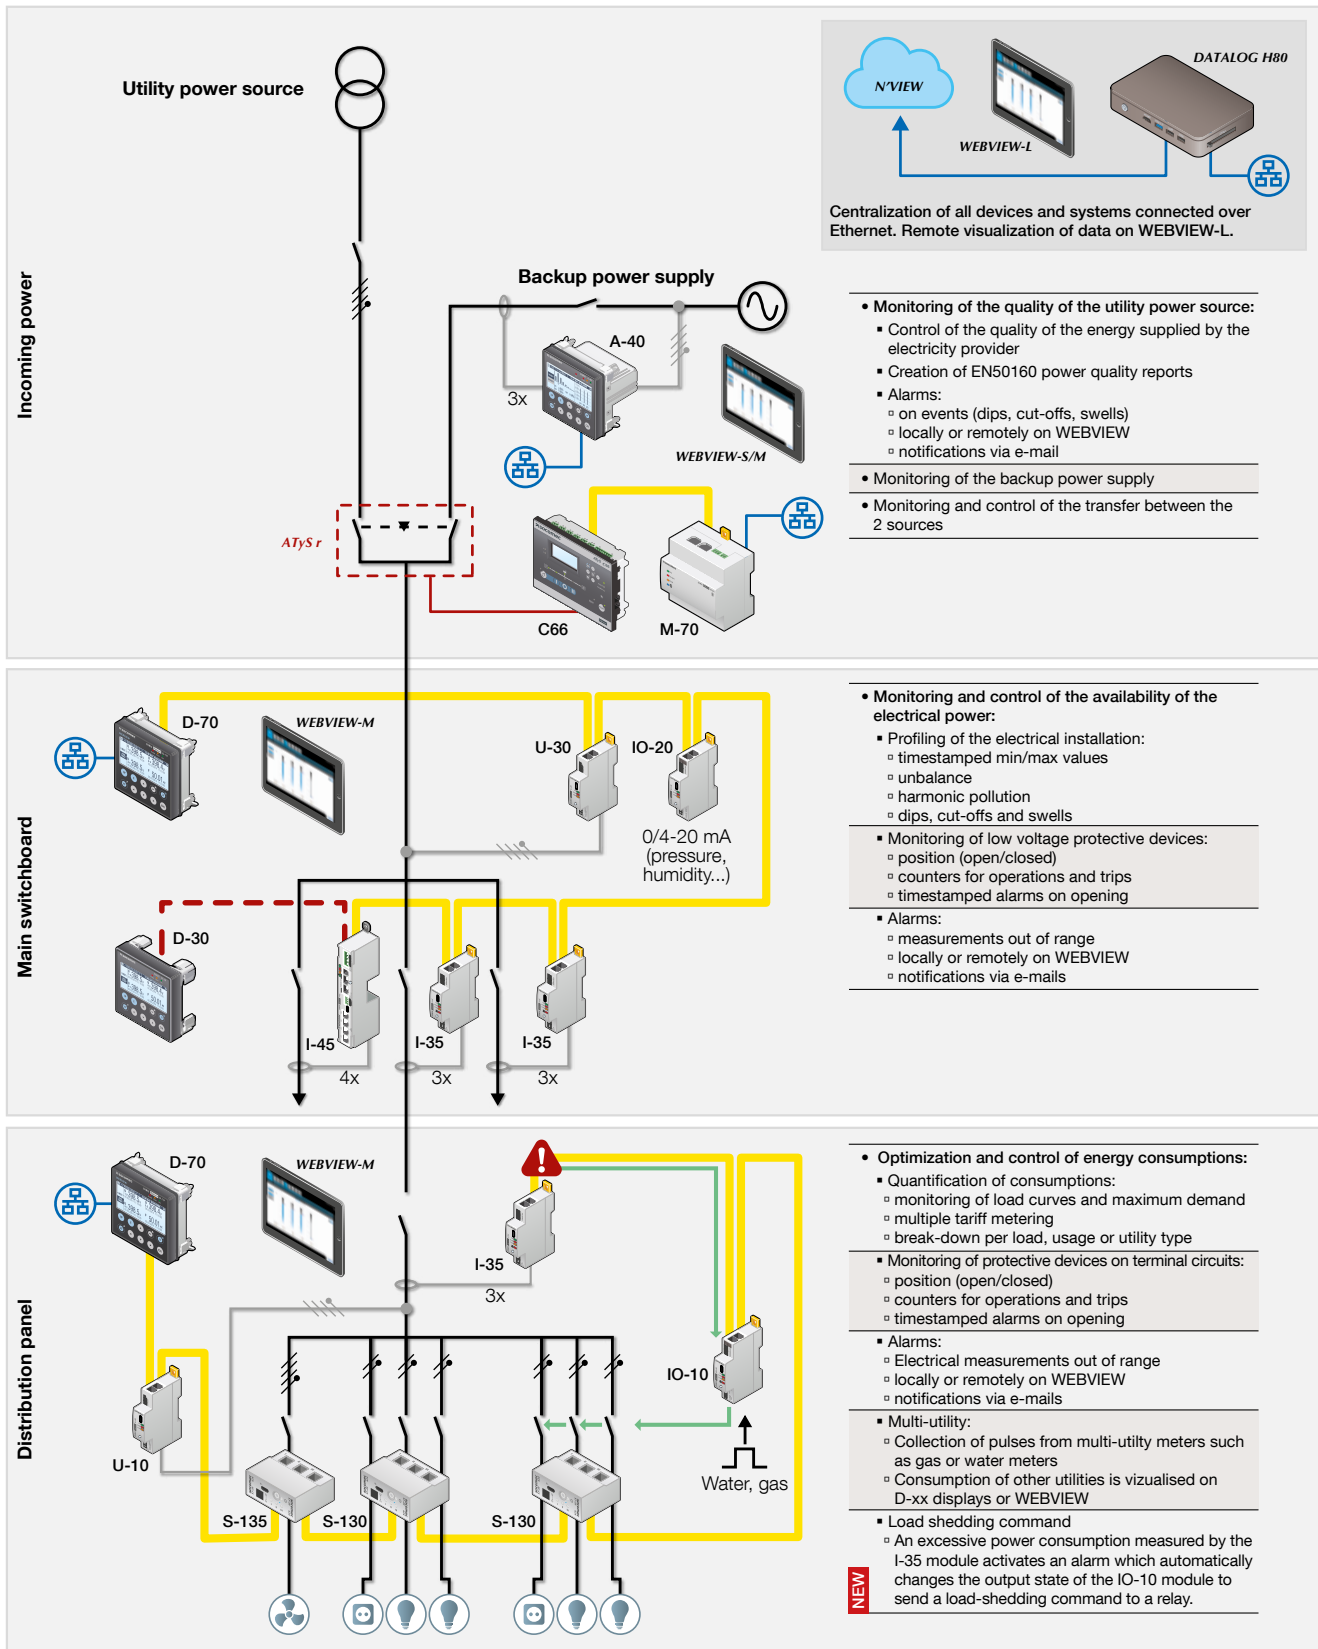 Utility power source
N'VIEW
DATALOG H80
WEBVIEW-L
Centralization of all devices and systems connected over
Ethernet. Remote visualization of data on WEBVIEW-L.
Incoming power
Backup power supply
A-40
3x
WEBVIEW-S/M
ATyS r
C66
M-70
• Monitoring of the quality of the utility power source:
▪ Control of the quality of the energy supplied by the
electricity provider
▪ Creation of EN50160 power quality reports
▪ Alarms:
▫ on events (dips, cut-offs, swells)
▫ locally or remotely on WEBVIEW
▫ notifications via e-mail
• Monitoring of the backup power supply
• Monitoring and control of the transfer between the
2 sources
Main switchboard
D-70
WEBVIEW-M
U-30
IO-20
0/4-20 mA
(pressure,
humidity...)
D-30
I-45
I-35
I-35
4x
3x
3x
• Monitoring and control of the availability of the
electrical power:
▪ Profiling of the electrical installation:
▫ timestamped min/max values
▫ unbalance
▫ harmonic pollution
▫ dips, cut-offs and swells
▪ Monitoring of low voltage protective devices:
▫ position (open/closed)
▫ counters for operations and trips
▫ timestamped alarms on opening
▪ Alarms:
▫ measurements out of range
▫ locally or remotely on WEBVIEW
▫ notifications via e-mails
Distribution panel
D-70
WEBVIEW-M
I-35
3x
IO-10
U-10
Water, gas
S-135
S-130
S-130
• Optimization and control of energy consumptions:
▪ Quantification of consumptions:
▫ monitoring of load curves and maximum demand
▫ multiple tariff metering
▫ break-down per load, usage or utility type
▪ Monitoring of protective devices on terminal circuits:
▫ position (open/closed)
▫ counters for operations and trips
▫ timestamped alarms on opening
▪ Alarms:
▫ Electrical measurements out of range
▫ locally or remotely on WEBVIEW
▫ notifications via e-mails
▪ Multi-utility:
▫ Collection of pulses from multi-utilty meters such
as gas or water meters
▫ Consumption of other utilities is vizualised on
D-xx displays or WEBVIEW
▪ Load shedding command
▫ An excessive power consumption measured by the
I-35 module activates an alarm which automatically
changes the output state of the IO-10 module to
send a load-shedding command to a relay.
NEW